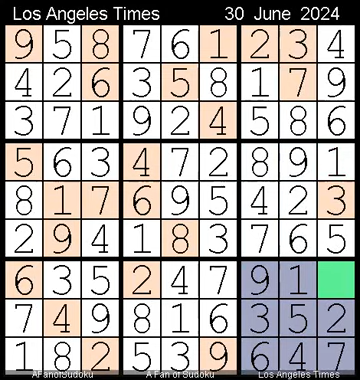 Los Angeles Times 30 June 2024
9 5 8 7 6 1 2 3 4
4 2 6 3 5 8 1 7 9
3 7 1 9 2 4 5 8 6
5 6 3 4 7 2 8 9 1
8 1 7 6 9 5 4 2 3
2 9 4 1 8 3 7 6 5
6 3 5 2 4 7 9 1
7 4 9 8 1 6 3 5 2
1 8 2 5 3 9 6 4 7
AFanofSudoku A Fan of Sudoku Los Angeles Times